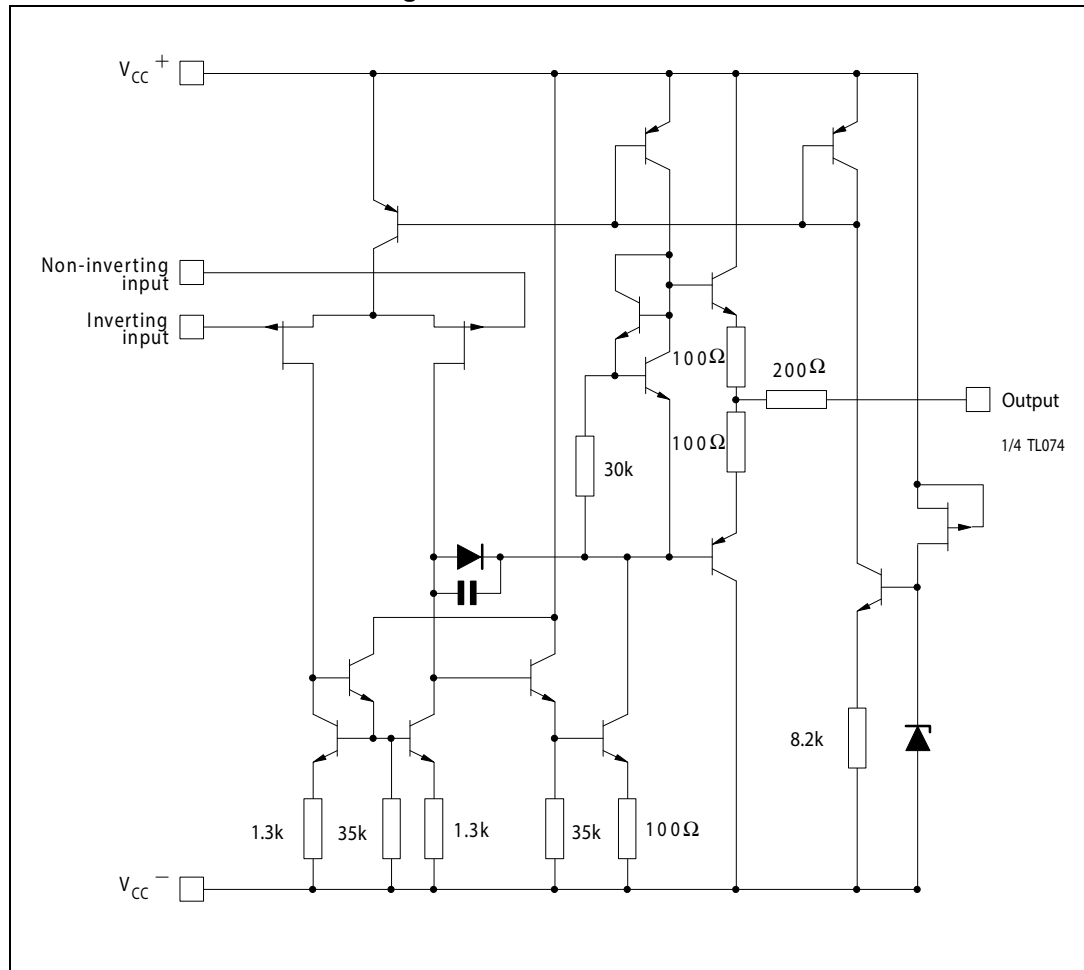 g
V_CC +
Non-inverting
input
Inverting
input
100Ω
200Ω
Output
100Ω
1/4 TL074
30k
8.2k
1.3k
35k
1.3k
35k
100Ω
V_CC −